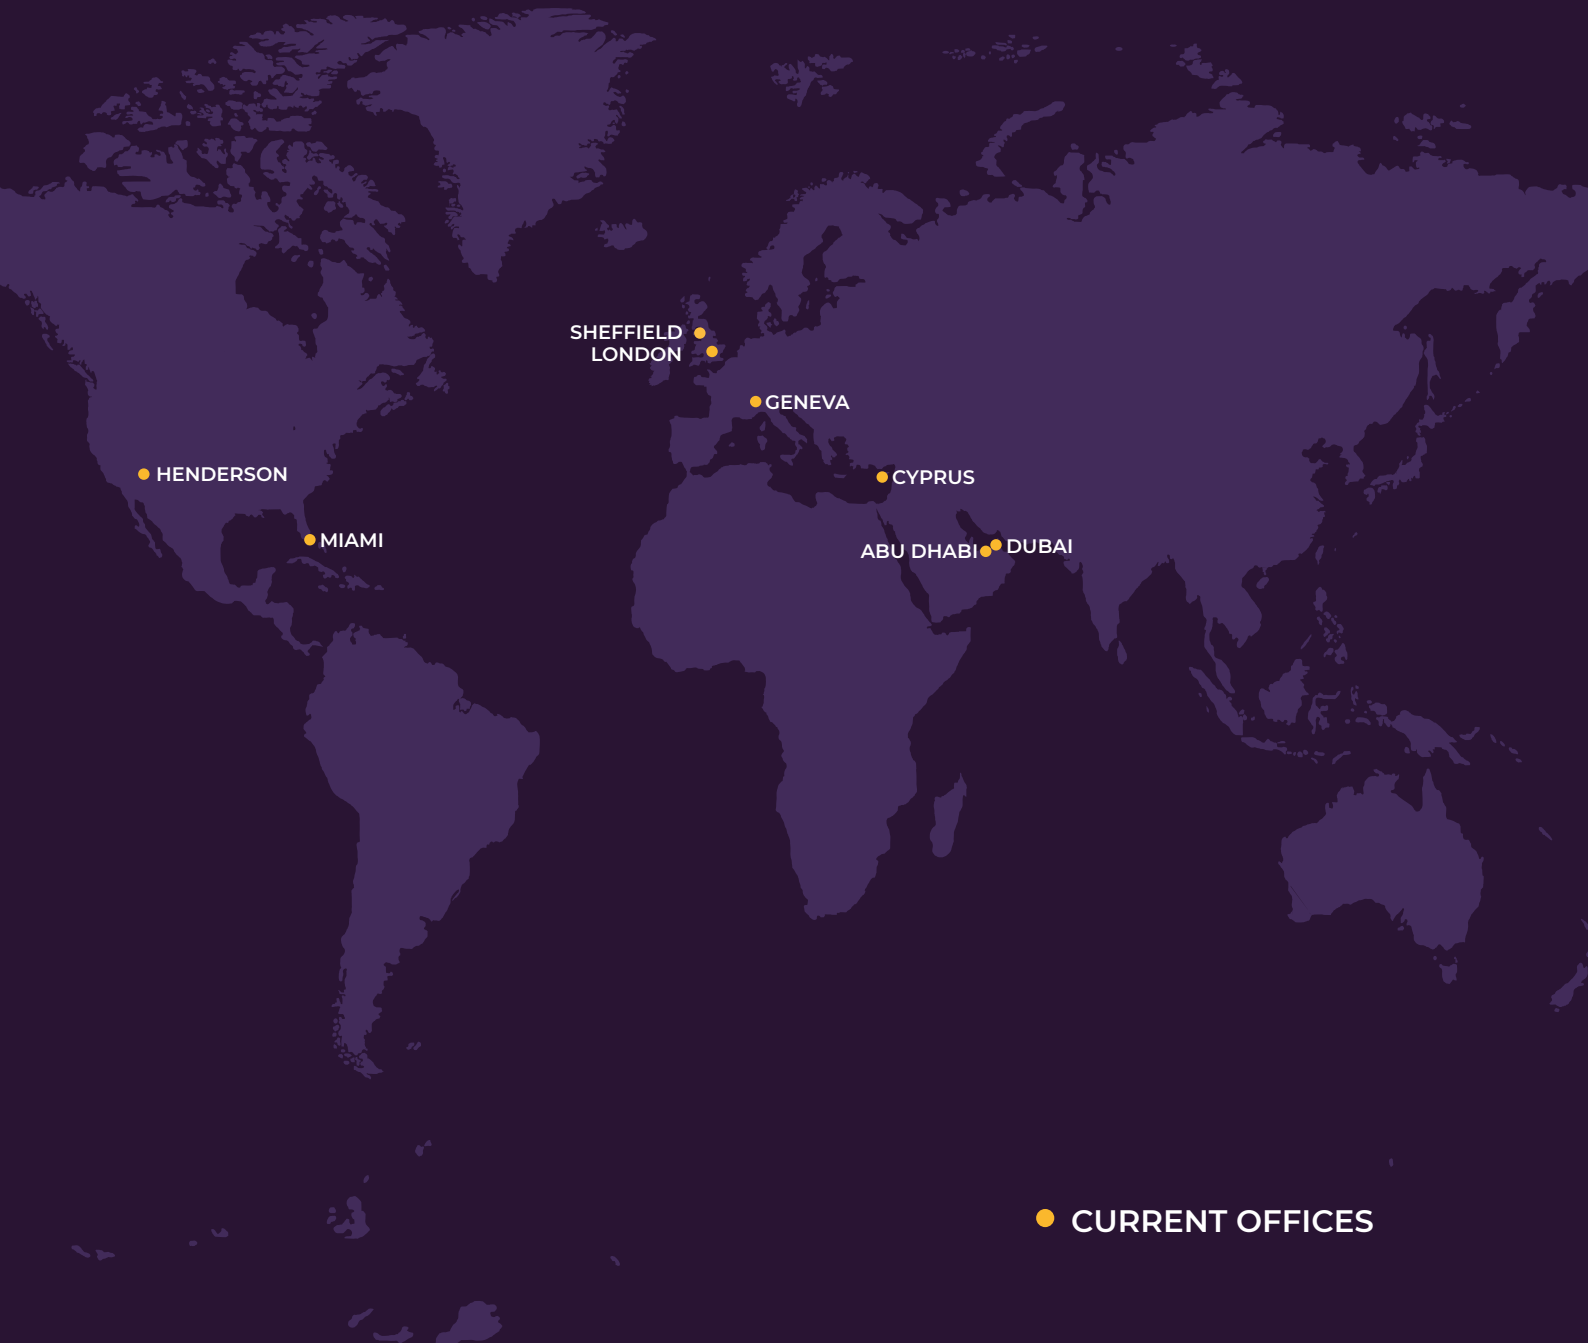 SHEFFIELD
LONDON
GENEVA
HENDERSON
CYPRUS
MIAMI
ABU DHABI
DUBAI
CURRENT OFFICES